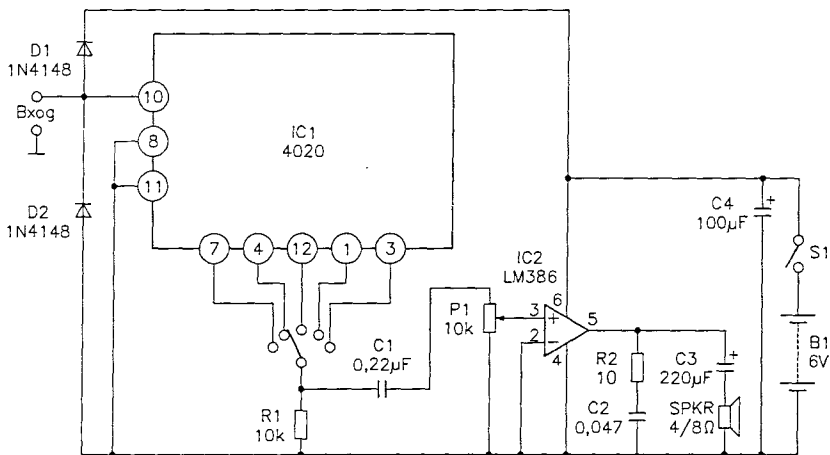 D1
1N4148
Bxog
10
8
11
IC1
4020
D2
1N4148
7
4
12
1
3
C4
100µF
+
S1
IC2
LM386
6
P1
10k
3
+
2
−
5
4
B1
6V
C1
0,22µF
R2
10
C3
220µF
+
R1
10k
C2
0,047
SPKR
4/8Ω